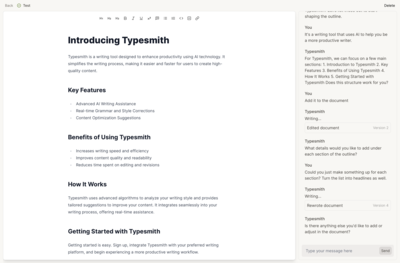 Back
Text
Delete
H1 H2 H3 B I U
Introducing Typesmith
Typesmith is a writing tool designed to enhance productivity using AI technology. It
simplifies the writing process, making it easier and faster for users to create high-
quality content.
Key Features
Advanced AI Writing Assistance
Real-time Grammar and Style Corrections
Content Optimization Suggestions
Benefits of Using Typesmith
Increases writing speed and efficiency
Improves content quality and readability
Reduces time spent on editing and revisions
How It Works
Typesmith uses advanced algorithms to analyze your writing style and provides
tailored suggestions to improve your content. It integrates seamlessly into your
writing process, offering real-time assistance.
Getting Started with Typesmith
Getting started is easy. Sign up, integrate Typesmith with your preferred writing
platform, and begin experiencing a more productive writing workflow.
shaping the outline.
You
It's a writing tool that uses AI to help you
be a more productive writer.
Typesmith
For Typesmith, we can focus on a few main
sections: 1. Introduction to Typesmith 2. Key
Features 3. Benefits of Using Typesmith 4.
How It Works 5. Getting Started with
Typesmith Does this structure work for you?
You
Add it to the document
Typesmith
Writing...
Edited document
Typesmith
What details would you like to add under
each section of the outline?
You
Could you just make something up for each
section? Turn the list into headlines as well.
Typesmith
Writing...
Rewrote document
Typesmith
Is there anything else you'd like to add or
adjust in the document?
Type your message here
Send